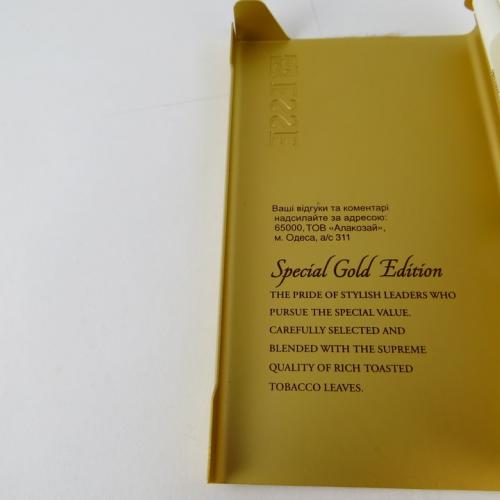 ESSE
Ваші відгуки та коментарі
надсилайте за адресою:
65000, ТОВ «Алакозай»,
м. Одеса, а/с 311
Special Gold Edition
THE PRIDE OF STYLISH LEADERS WHO
PURSUE THE SPECIAL VALUE.
CAREFULLY SELECTED AND
BLENDED WITH THE SUPREME
QUALITY OF RICH TOASTED
TOBACCO LEAVES.